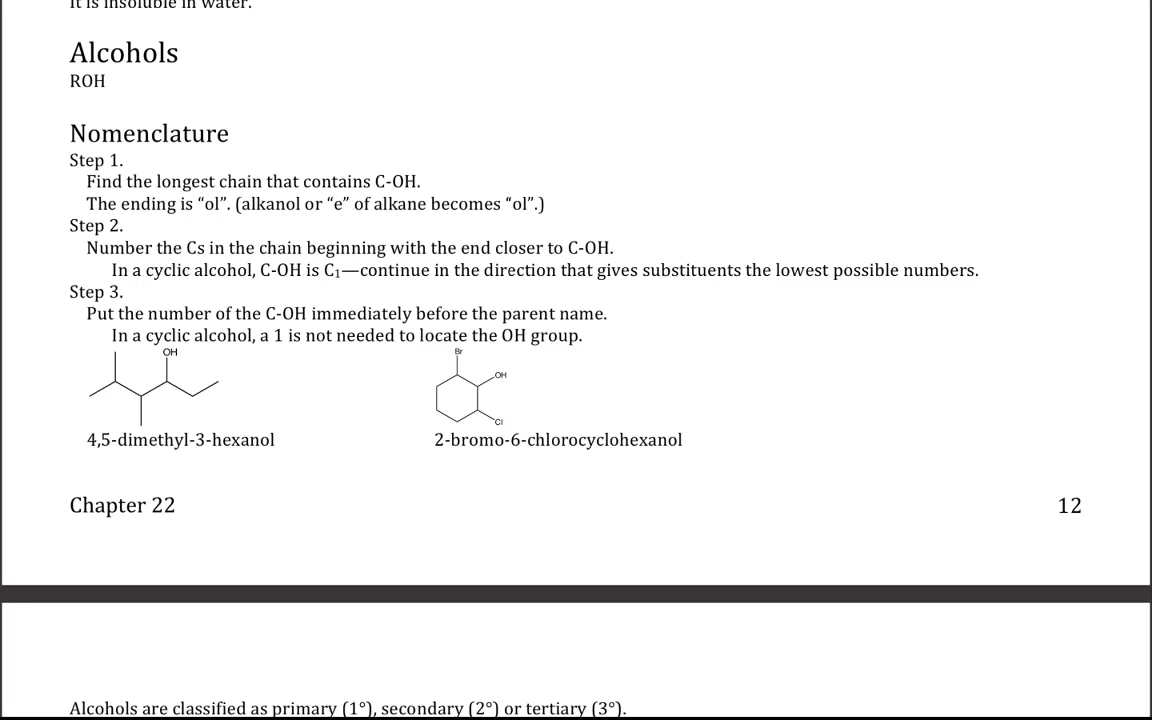 It is insoluble in water.
Alcohols
ROH
Nomenclature
Step 1.
Find the longest chain that contains C-OH.
The ending is “ol”. (alkanol or “e” of alkane becomes “ol”.)
Step 2.
Number the Cs in the chain beginning with the end closer to C-OH.
In a cyclic alcohol, C-OH is C₁—continue in the direction that gives substituents the lowest possible numbers.
Step 3.
Put the number of the C-OH immediately before the parent name.
In a cyclic alcohol, a 1 is not needed to locate the OH group.
OH
Br
OH
Cl
4,5-dimethyl-3-hexanol
2-bromo-6-chlorocyclohexanol
Chapter 22
12
Alcohols are classified as primary (1°), secondary (2°) or tertiary (3°).